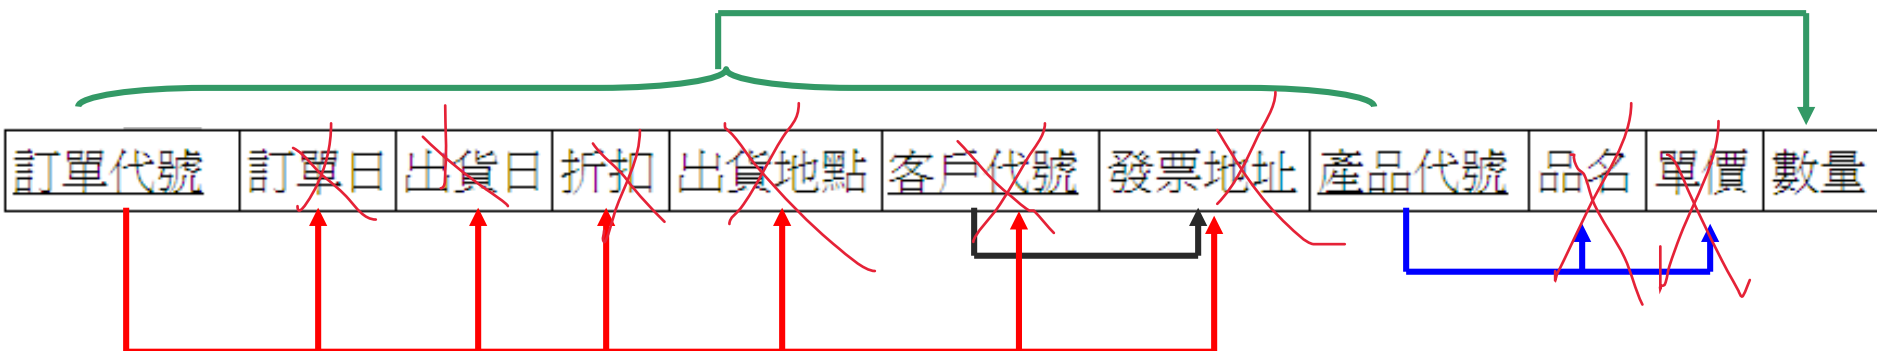 訂單代號 訂單日 出貨日 折扣 出貨地點 客戶代號 發票地址 產品代號 品名 單價 數量